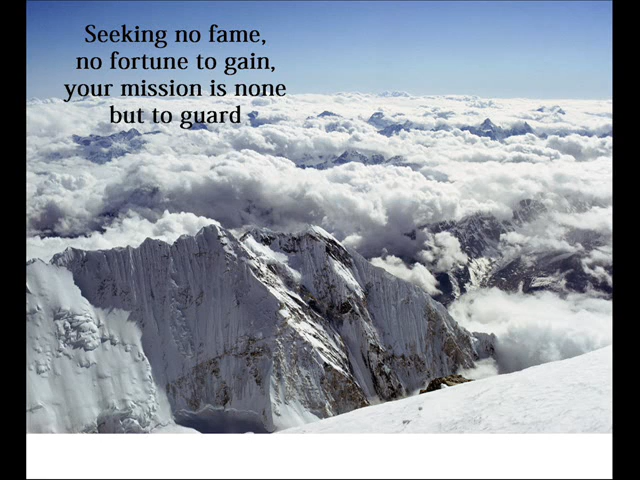 Seeking no fame,
no fortune to gain,
your mission is none
but to guard